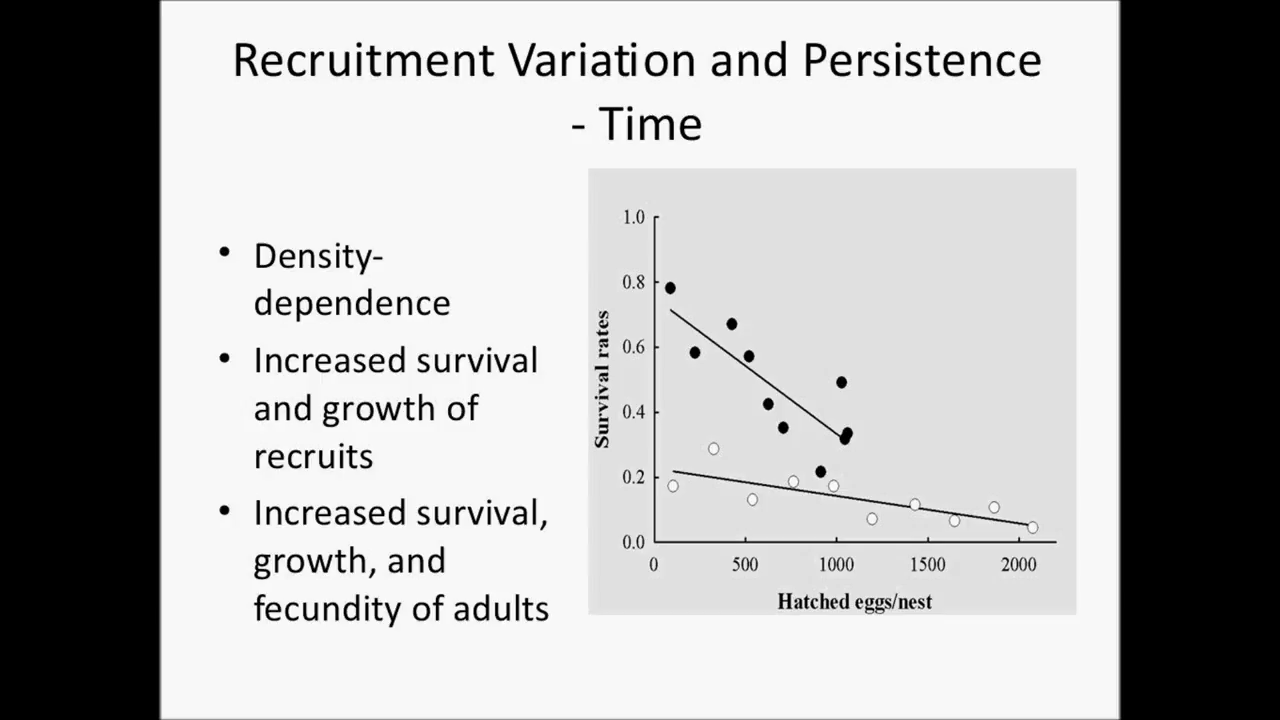 Recruitment Variation and Persistence
- Time
• Density-
dependence
• Increased survival
and growth of
recruits
• Increased survival,
growth, and
fecundity of adults
1.0
0.8
0.6
0.4
0.2
0.0
Survival rates
0 500 1000 1500 2000
Hatched eggs/nest